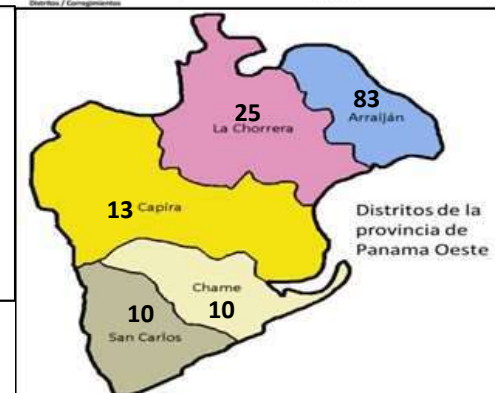 Distritos / Corregimientos
25
La Chorrera
83
Arraiján
13 Capira
Distritos de la
provincia de
Panama Oeste
Chame
10
10
San Carlos